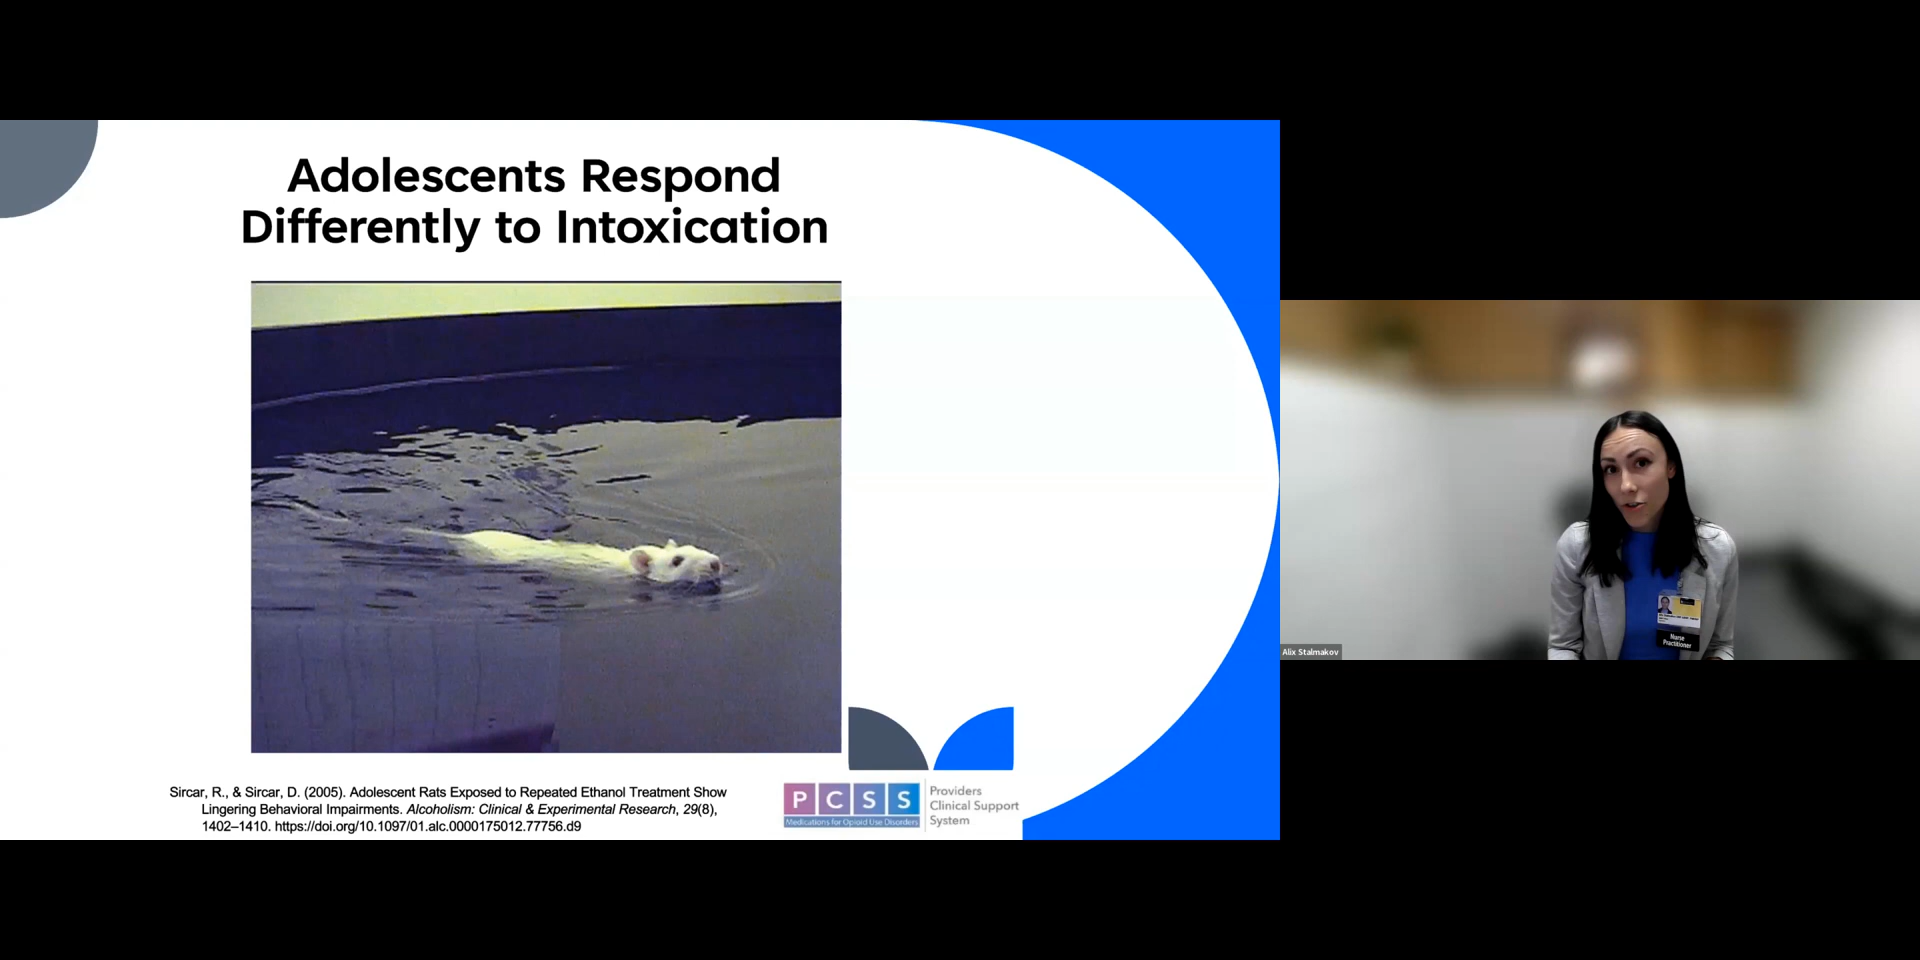 Adolescents Respond
Differently to Intoxication
Sircar, R., & Sircar, D. (2005). Adolescent Rats Exposed to Repeated Ethanol Treatment Show
Lingering Behavioral Impairments. Alcoholism: Clinical & Experimental Research, 29(8),
1402–1410. https://doi.org/10.1097/01.alc.0000175012.77756.d9
PCSS
Medications for Opioid Use Disorders
Providers
Clinical Support
System
Nurse
Practitioner
Alix Stalmakov